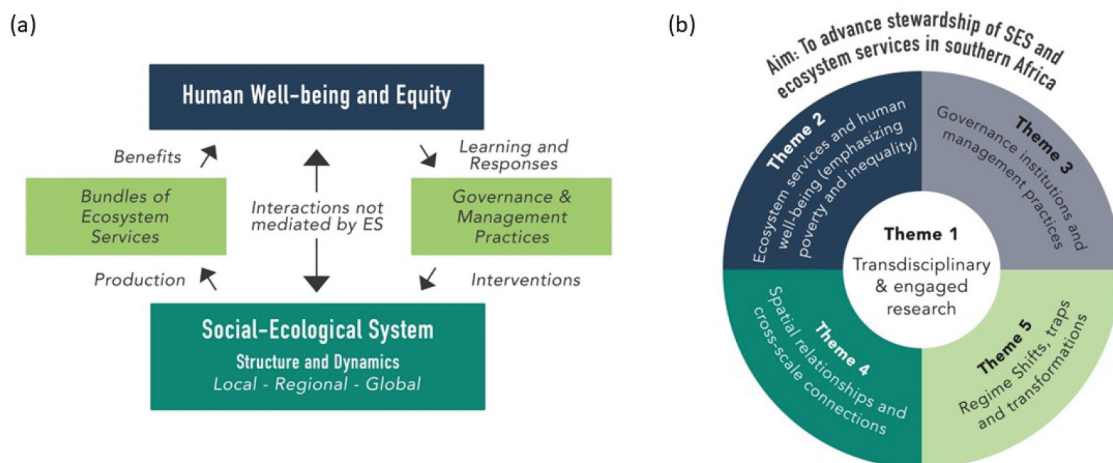 (a)
Human Well-being and Equity
Benefits
Learning and
Responses
Bundles of
Ecosystem
Services
Interactions not
mediated by ES
Governance &
Management
Practices
Production
Interventions
Social-Ecological System
Structure and Dynamics
Local - Regional - Global
(b)
Aim: To advance stewardship of SES and
ecosystem services in southern Africa
Theme 2
Ecosystem services and human
well-being (emphasizing
poverty and inequality)
Theme 3
Governance institutions and
management practices
Theme 1
Transdisciplinary
& engaged
research
Theme 4
Spatial relationships and
cross-scale connections
Theme 5
Regime Shifts, traps
and transformations